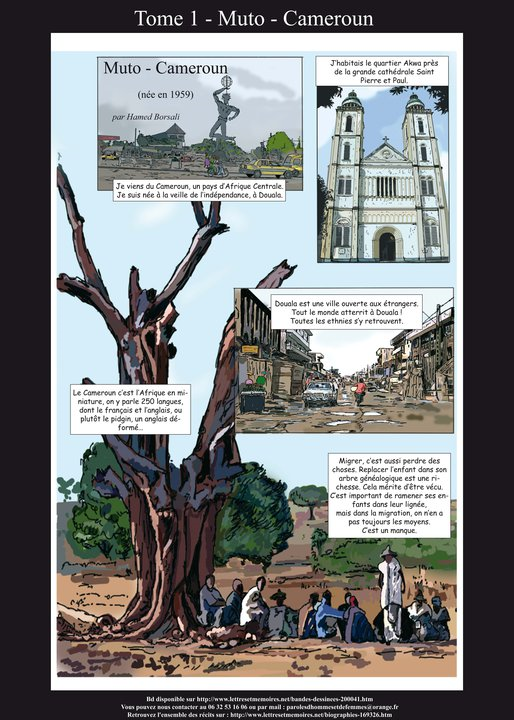 Tome 1 - Muto - Cameroun
Muto - Cameroun
(née en 1959)
par Hamed Borsali
Je viens du Cameroun, un pays d'Afrique Centrale.
Je suis née à la veille de l'indépendance, à Douala.
J'habitais le quartier Akwa près
de la grande cathédrale Saint
Pierre et Paul.
Douala est une ville ouverte aux étrangers.
Tout le monde atterrit à Douala !
Toutes les ethnies s'y retrouvent.
Le Cameroun c'est l'Afrique en mi-
niature, on y parle 250 langues,
dont le français et l'anglais, ou
plutôt le pidgin, un anglais dé-
formé...
Migrer, c'est aussi perdre des
choses. Replacer l'enfant dans son
arbre généalogique est une ri-
chesse. Cela mérite d'être vécu.
C'est important de ramener ses en-
fants dans leur lignée,
mais dans la migration, on n'en a
pas toujours les moyens.
C'est un manque.
Bd disponible sur http://www.lettresetmemoires.net/bandes-dessinees-200041.htm
Vous pouvez nous contacter au 06 32 53 16 06 ou par mail : parolesdhommesetdefemmes@orange.fr
Retrouvez l'ensemble des récits sur : http://www.lettresetmemoires.net/biographies-169326.htm